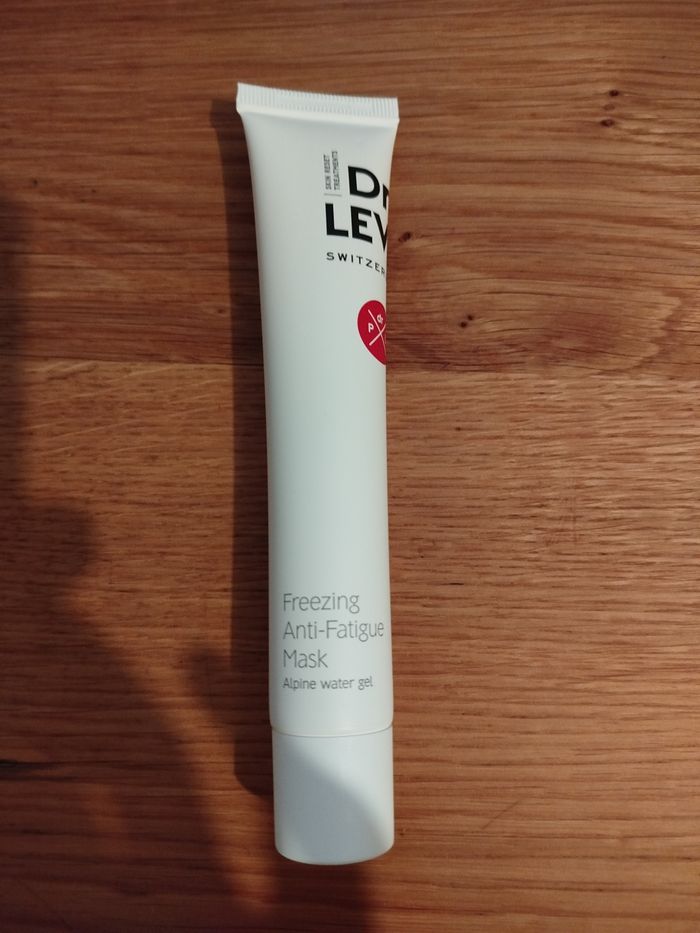 SKIN RESET
TREATMENTS
Dr
LEV
SWITZER
P G
Freezing
Anti-Fatigue
Mask
Alpine water gel